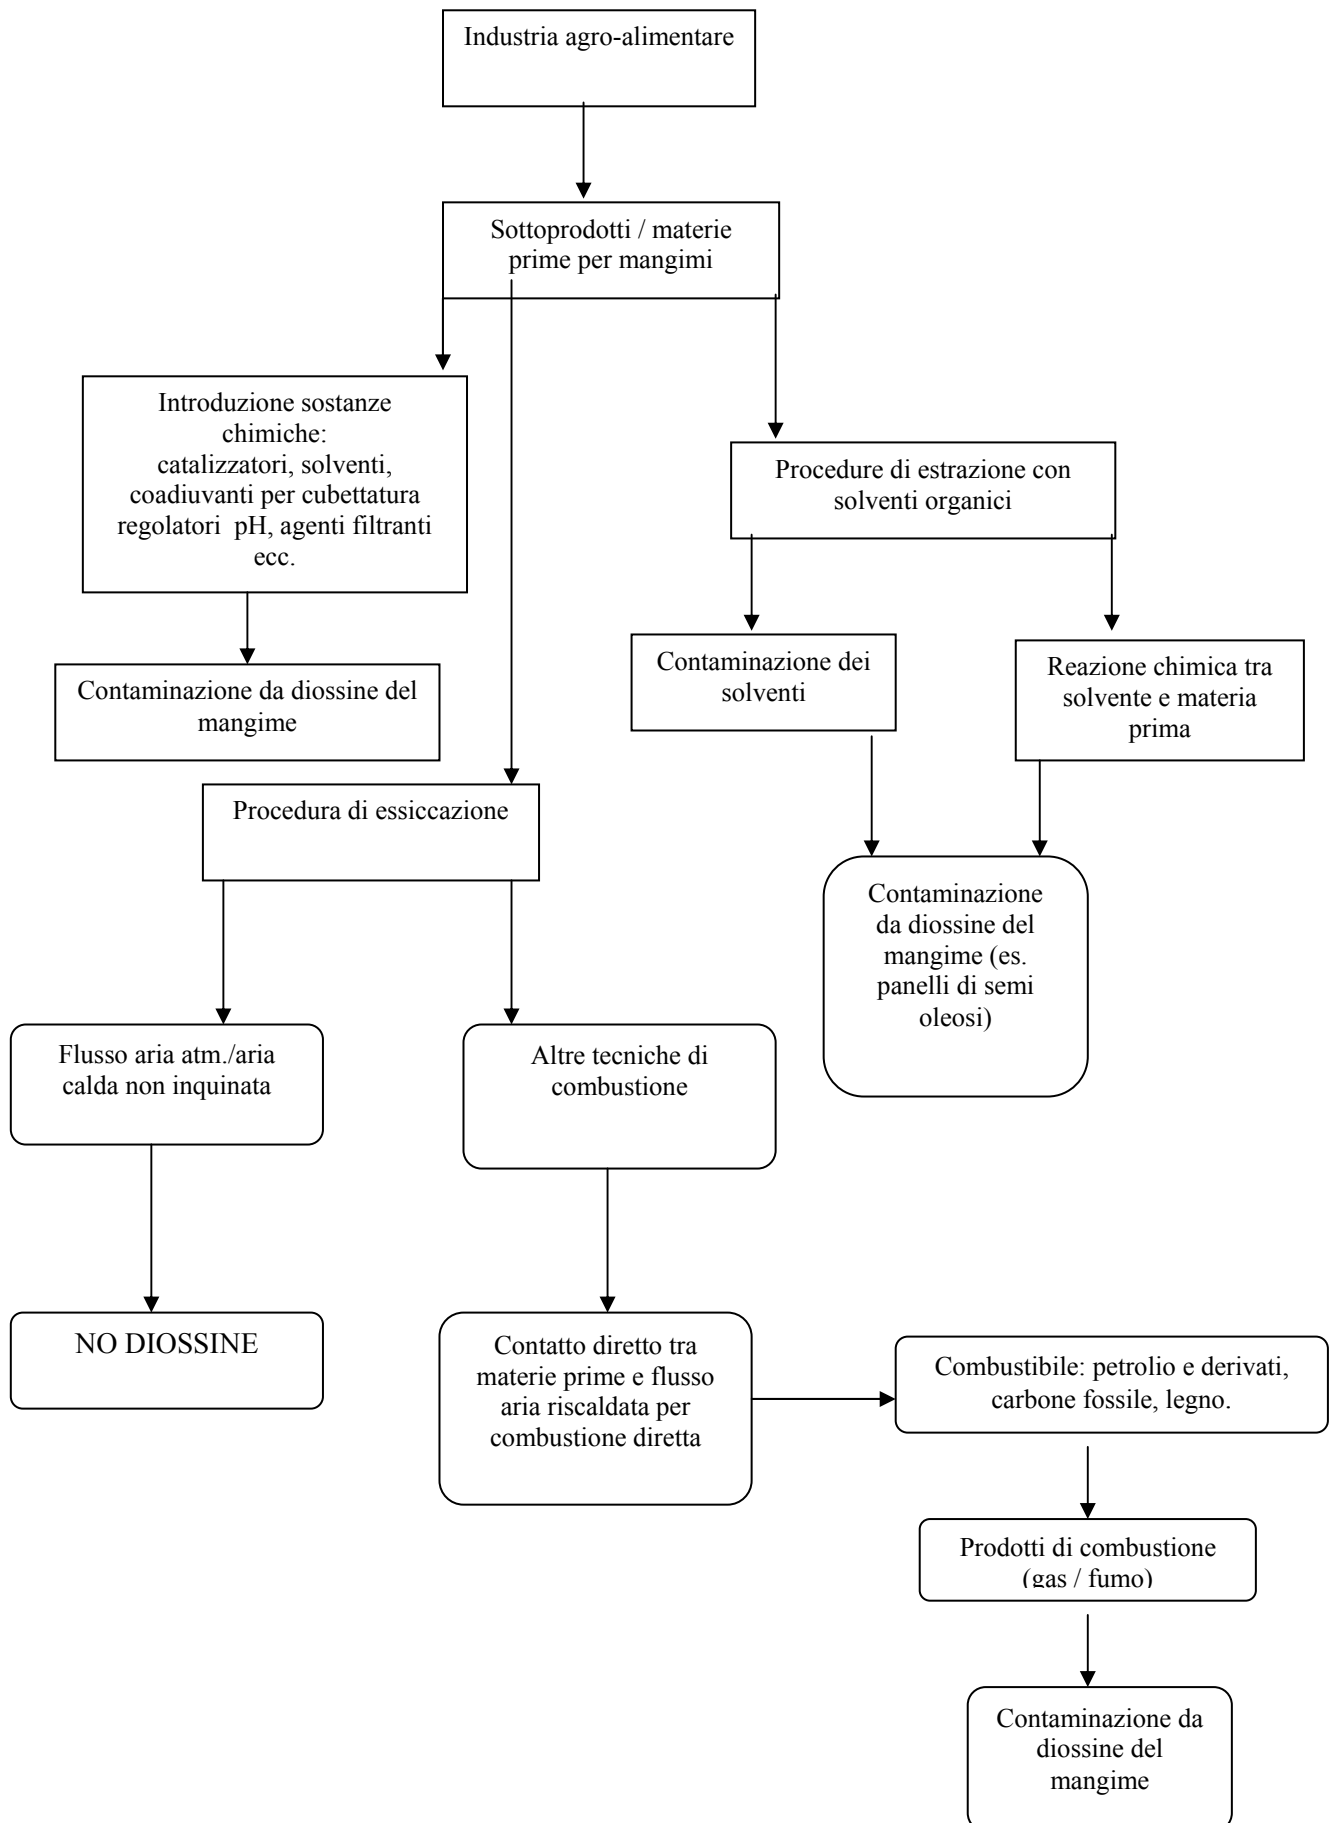 Industria agro-alimentare
Sottoprodotti / materie
prime per mangimi
Introduzione sostanze
chimiche:
catalizzatori, solventi,
coadiuvanti per cubettatura
regolatori  pH, agenti filtranti
ecc.
Procedure di estrazione con
solventi organici
Contaminazione dei
solventi
Reazione chimica tra
solvente e materia
prima
Contaminazione da diossine del
mangime
Procedura di essiccazione
Contaminazione
da diossine del
mangime (es.
panelli di semi
oleosi)
Flusso aria atm./aria
calda non inquinata
Altre tecniche di
combustione
NO DIOSSINE
Contatto diretto tra
materie prime e flusso
aria riscaldata per
combustione diretta
Combustibile: petrolio e derivati,
carbone fossile, legno.
Prodotti di combustione
(gas / fumo)
Contaminazione da
diossine del
mangime